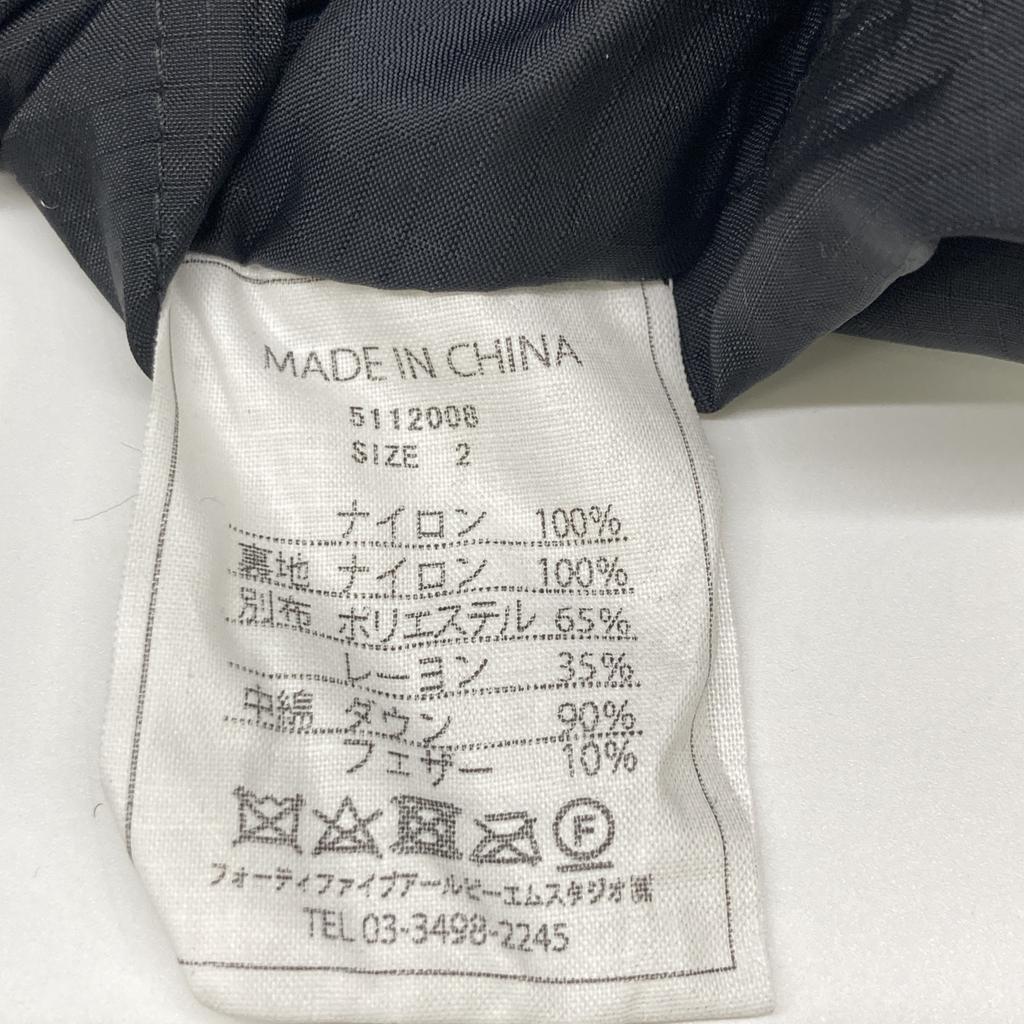 MADE IN CHINA
5112008
SIZE 2
ナイロン 100%
裏地 ナイロン 100%
別布 ポリエステル 65%
レーヨン 35%
中綿 ダウン 90%
フェザー 10%
F
フォーティファイブアールピーエムスタジオ㈱
TEL 03-3498-2245